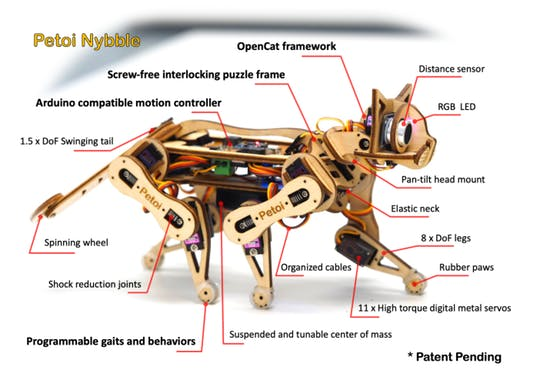 Petoi Nybble
OpenCat framework
Distance sensor
Screw-free interlocking puzzle frame
RGB LED
Arduino compatible motion controller
1.5 x DoF Swinging tail
Pan-tilt head mount
Petoi
Petoi
Elastic neck
Spinning wheel
8 x DoF legs
Organized cables
Rubber paws
Shock reduction joints
11 x High torque digital metal servos
Suspended and tunable center of mass
Programmable gaits and behaviors
* Patent Pending